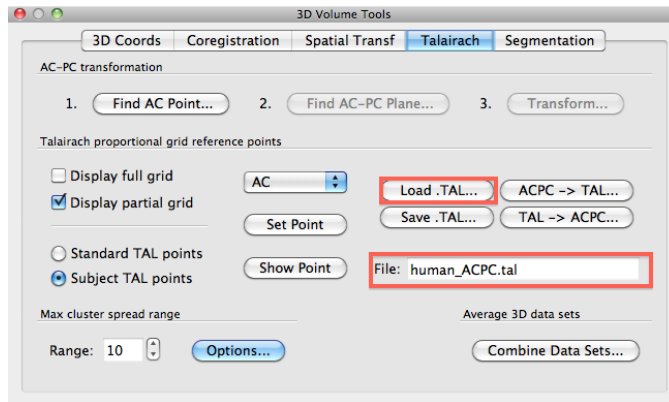 3D Volume Tools
3D Coords Coregistration Spatial Transf Talairach Segmentation
AC-PC transformation
1. Find AC Point... 2. Find AC-PC Plane... 3. Transform...
Talairach proportional grid reference points
Display full grid AC Load .TAL... ACPC -> TAL...
Display partial grid Set Point Save .TAL... TAL -> ACPC...
Standard TAL points
Subject TAL points Show Point File: human_ACPC.tal
Max cluster spread range Average 3D data sets
Range: 10 Options... Combine Data Sets...